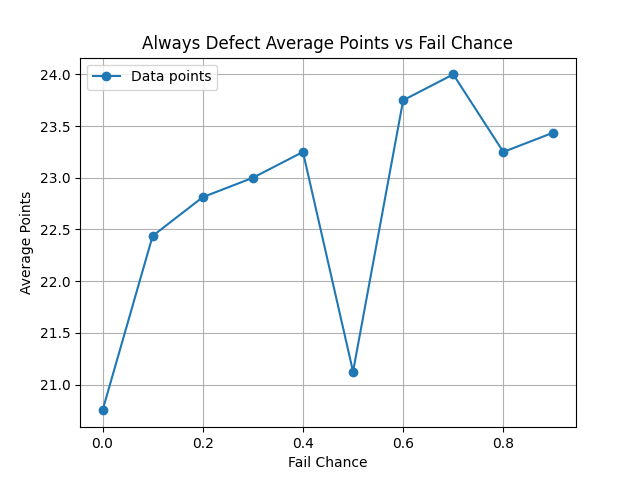 Always Defect Average Points vs Fail Chance
Data points
24.0
23.5
23.0
22.5
22.0
21.5
21.0
Average Points
0.0 0.2 0.4 0.6 0.8
Fail Chance